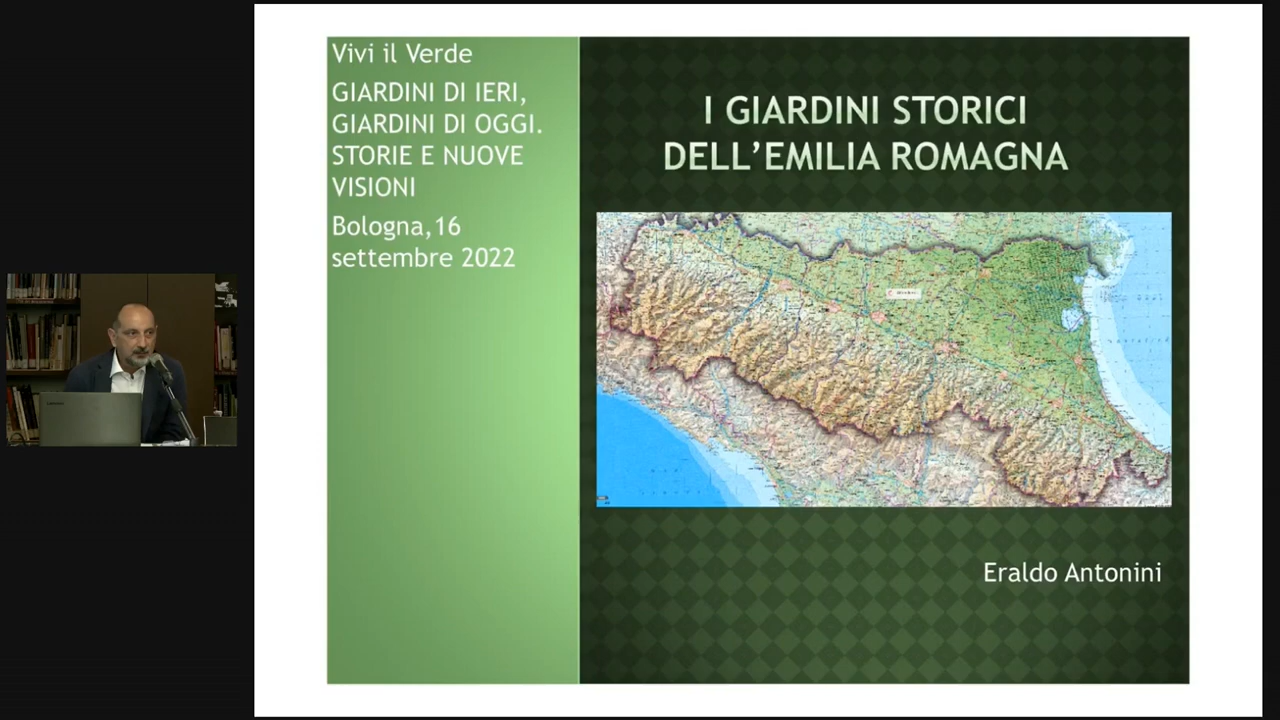 Vivi il Verde
GIARDINI DI IERI,
GIARDINI DI OGGI.
STORIE E NUOVE
VISIONI
Bologna,16
settembre 2022
I GIARDINI STORICI
DELL’EMILIA ROMAGNA
Eraldo Antonini
Lenovo